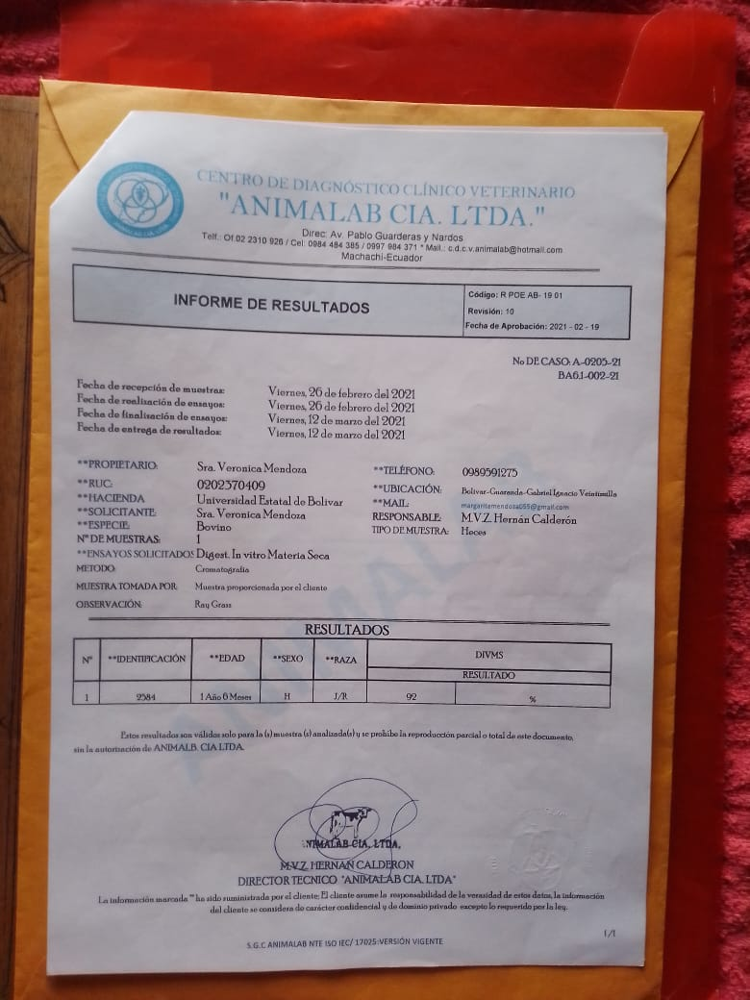 CENTRO DE DIAGNÓSTICO CLÍNICO VETERINARIO
"ANIMALAB CIA. LTDA."
Direc: Av. Pablo Guarderas y Nardos
Telf.: Of.02 2310 926 / Cel: 0984 484 385 / 0997 984 371 * Mail.: c.d.c.v.animalab@hotmail.com
Machachi-Ecuador
INFORME DE RESULTADOS
Código: R POE AB- 19 01
Revisión: 10
Fecha de Aprobación: 2021 - 02 - 19
No DE CASO: A-0205-21
BA6.1-002-21
Fecha de recepción de muestras: Viernes, 26 de febrero del 2021
Fecha de realización de ensayos: Viernes, 26 de febrero del 2021
Fecha de finalización de ensayos: Viernes, 12 de marzo del 2021
Fecha de entrega de resultados: Viernes, 12 de marzo del 2021
**PROPIETARIO: Sra. Veronica Mendoza **TELÉFONO: 0989591275
**RUC: 0202370409 **UBICACIÓN: Bolivar-Guaranda-Gabriel Ignacio Veintimilla
**HACIENDA Universidad Estatal de Bolivar **MAIL: margaritamendoza055@gmail.com
**SOLICITANTE: Sra. Veronica Mendoza RESPONSABLE: M.V.Z. Hernán Calderón
**ESPECIE: Bovino TIPO DE MUESTRA: Heces
Nº DE MUESTRAS: 1
**ENSAYOS SOLICITADOS Digest. In vitro Materia Seca
METODO: Cromatografía
MUESTRA TOMADA POR: Muestra proporcionada por el cliente
OBSERVACIÓN: Ray Grass
RESULTADOS
Nº **IDENTIFICACIÓN **EDAD **SEXO **RAZA DIVMS
RESULTADO
1 2584 1 Año 6 Meses H J/R 92 %
Estos resultados son válidos solo para la (s) muestra (s) analizada(s) y se prohíbe la reproducción parcial o total de este documento,
sin la autorización de ANIMALB. CIA LTDA.
ANIMALAB CIA. LTDA.
M.V.Z. HERNAN CALDERON
DIRECTOR TECNICO "ANIMALAB CIA. LTDA"
La información marcada ** ha sido suministrada por el cliente; El cliente asume la responsabilidad de la veracidad de estos datos, la información
del cliente se considera de carácter confidencial y de dominio privado excepto lo requerido por la ley.
1/1
S.G.C ANIMALAB NTE ISO IEC/ 17025:VERSIÓN VIGENTE